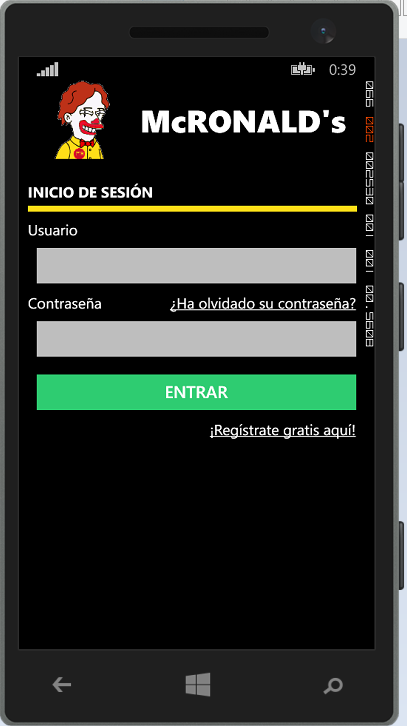 0:39
McRONALD's
INICIO DE SESIÓN
Usuario
Contraseña
¿Ha olvidado su contraseña?
ENTRAR
¡Regístrate gratis aquí!